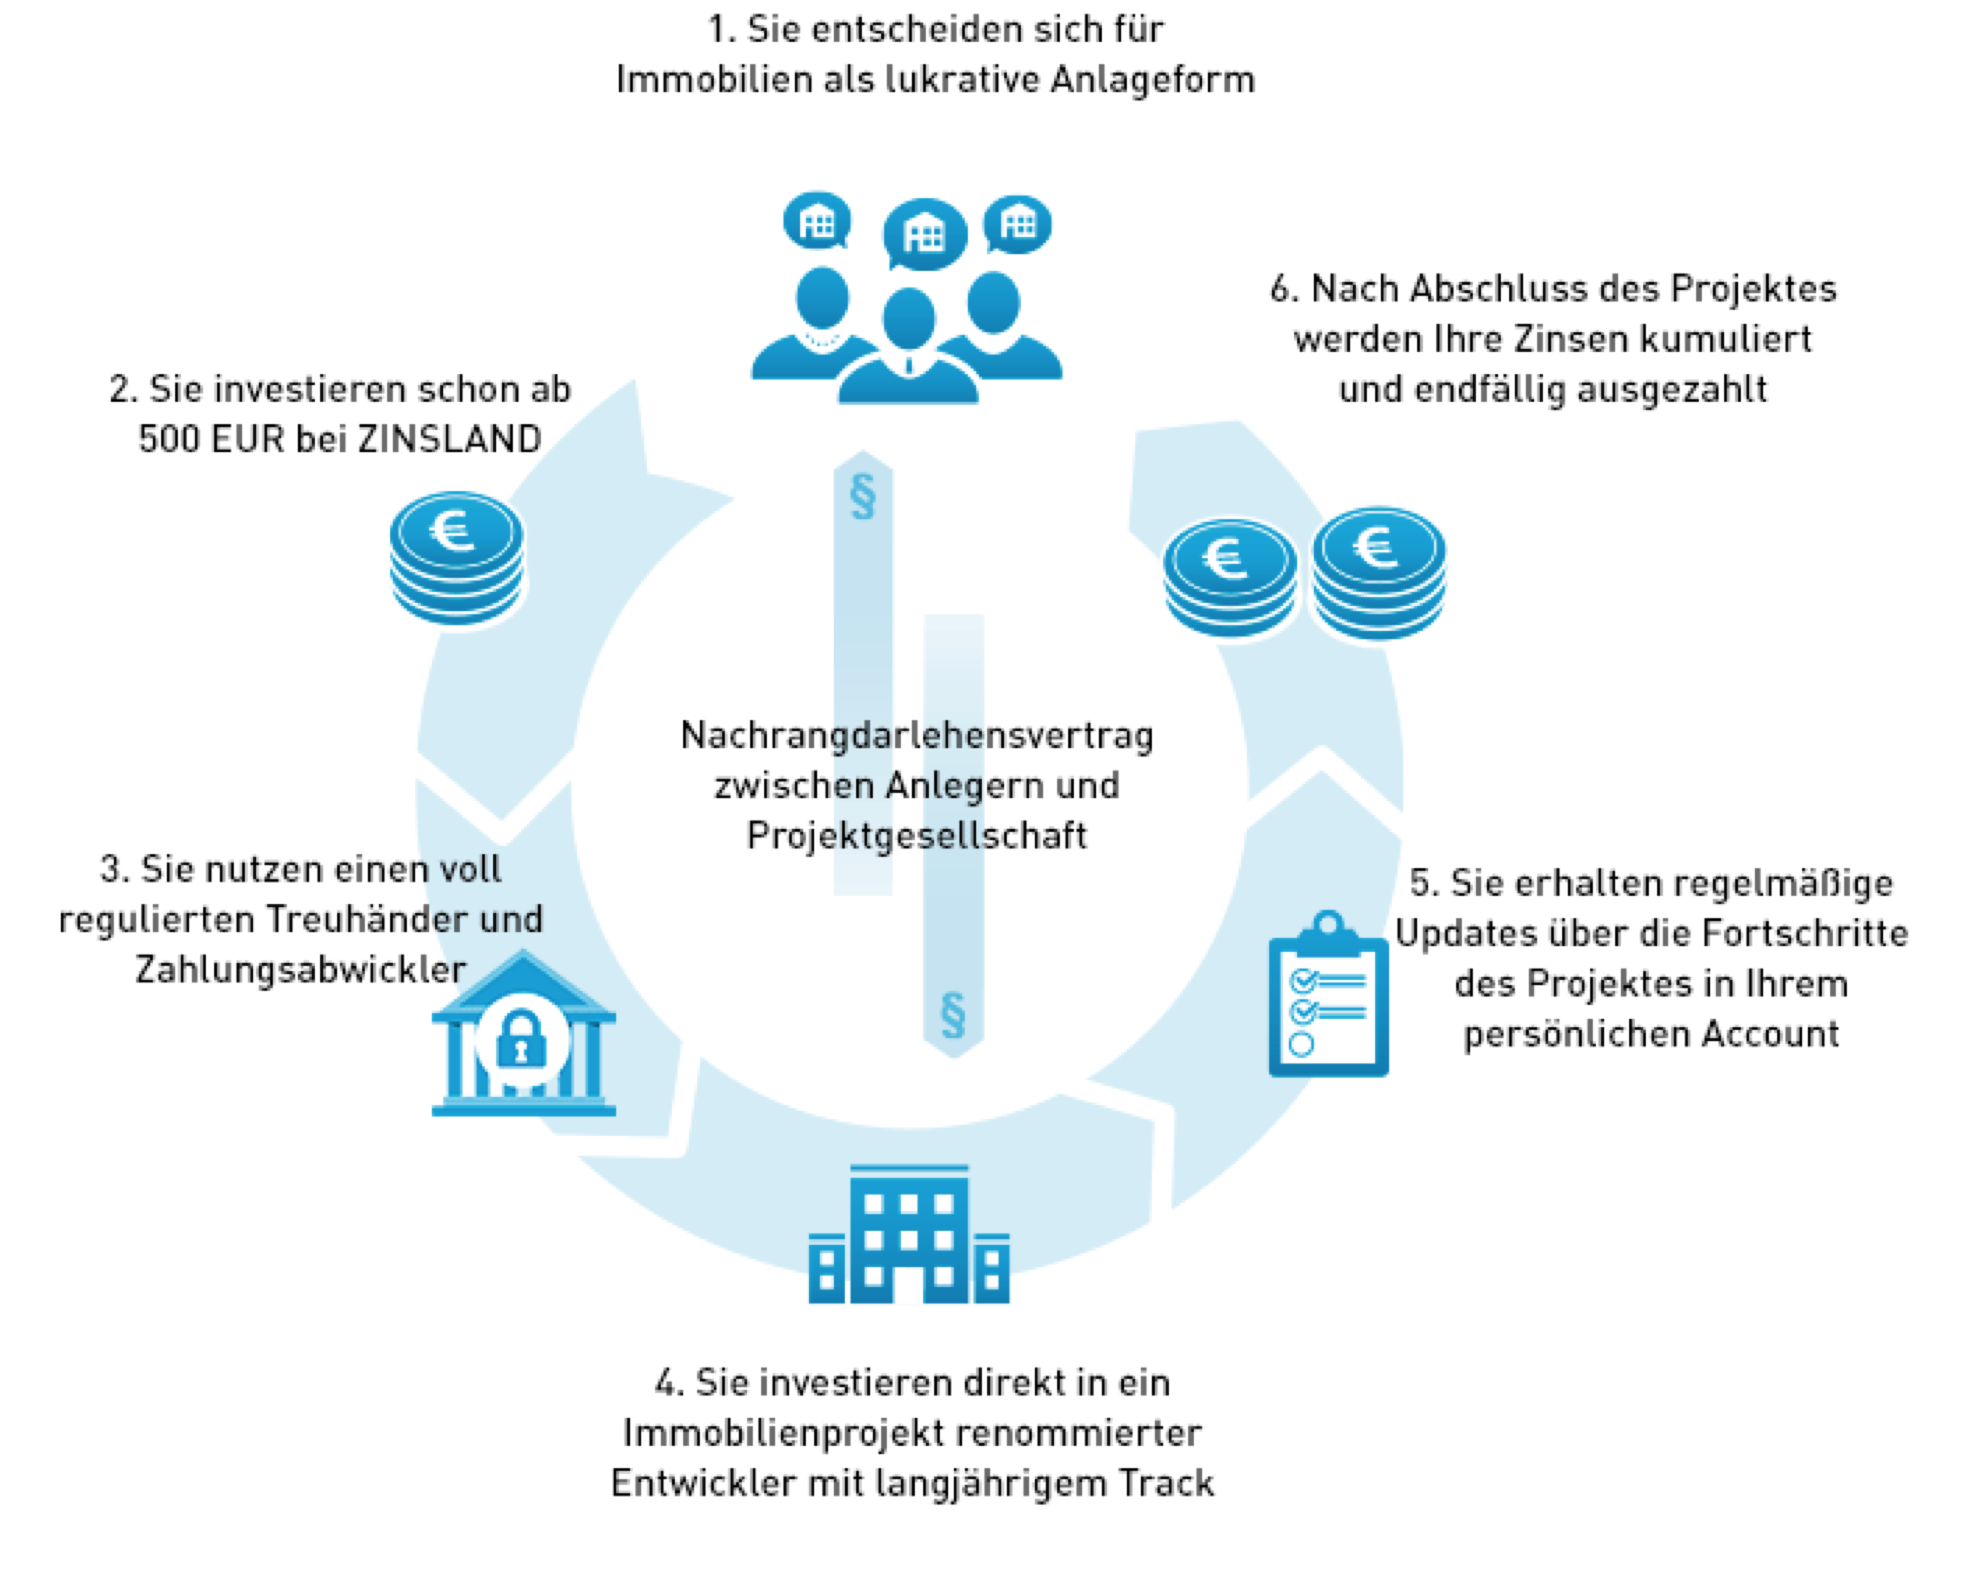 1. Sie entscheiden sich für
Immobilien als lukrative Anlageform
2. Sie investieren schon ab
500 EUR bei ZINSLAND
3. Sie nutzen einen voll
regulierten Treuhänder und
Zahlungsabwickler
4. Sie investieren direkt in ein
Immobilienprojekt renommierter
Entwickler mit langjährigem Track
5. Sie erhalten regelmäßige
Updates über die Fortschritte
des Projektes in Ihrem
persönlichen Account
6. Nach Abschluss des Projektes
werden Ihre Zinsen kumuliert
und endfällig ausgezahlt
§
Nachrangdarlehensvertrag
zwischen Anlegern und
Projektgesellschaft
§
€
€
€